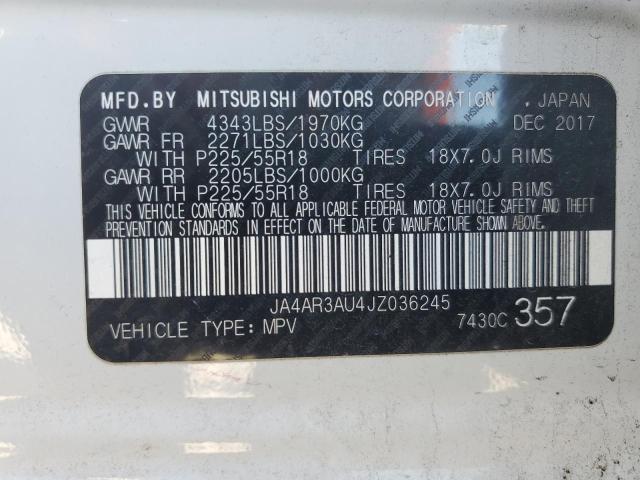 MFD.BY MITSUBISHI MOTORS CORPORATION . JAPAN
GVWR 4343LBS/1970KG DEC 2017
GAWR FR 2271LBS/1030KG
WITH P225/55R18 TIRES 18X7.0J RIMS
GAWR RR 2205LBS/1000KG
WITH P225/55R18 TIRES 18X7.0J RIMS
THIS VEHICLE CONFORMS TO ALL APPLICABLE FEDERAL MOTOR VEHICLE SAFETY AND THEFT
PREVENTION STANDARDS IN EFFECT ON THE DATE OF MANUFACTURE SHOWN ABOVE.
JA4AR3AU4JZ036245
VEHICLE TYPE: MPV 7430C 357